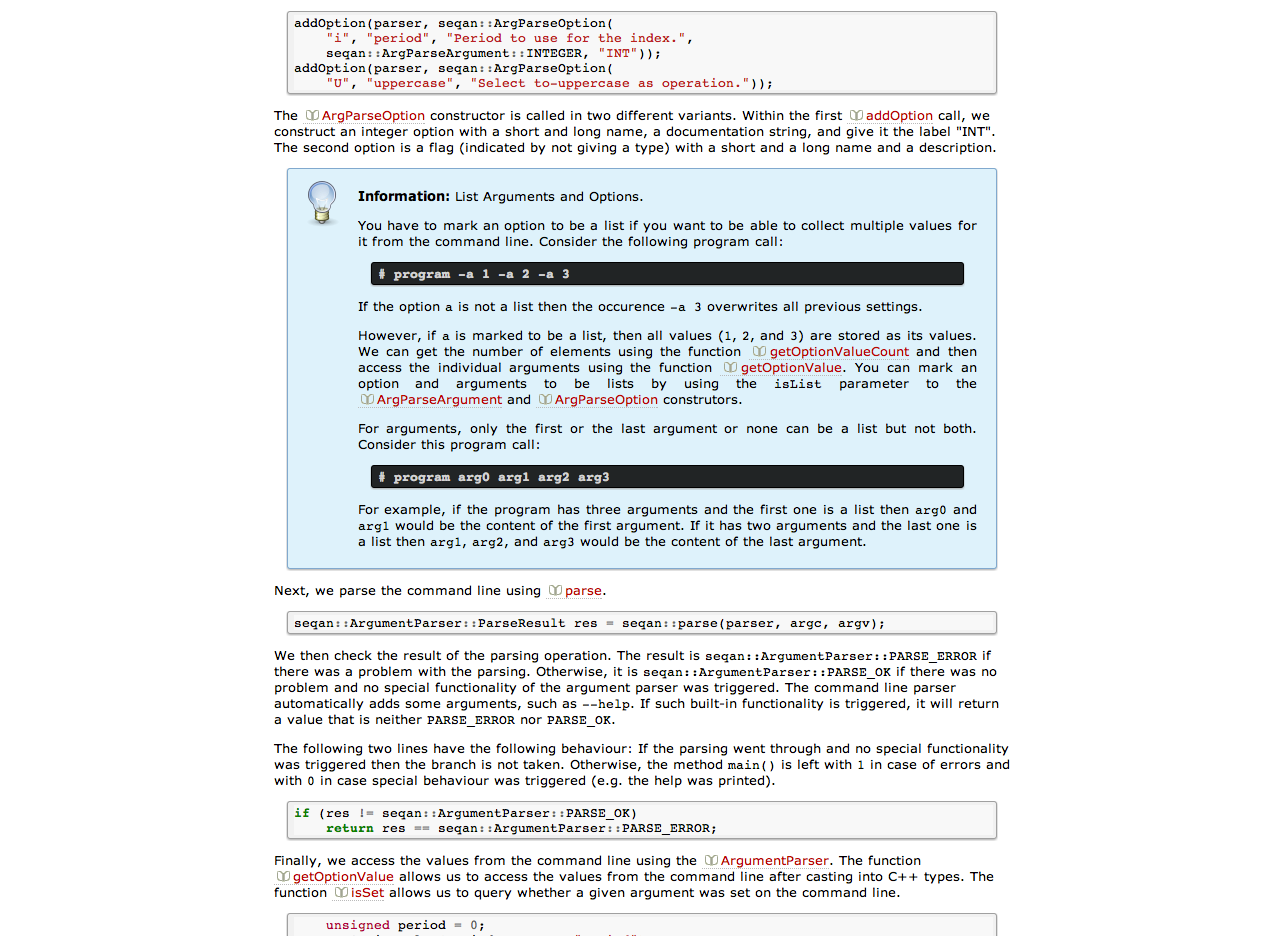 addOption(parser, seqan::ArgParseOption(
    "i", "period", "Period to use for the index.",
    seqan::ArgParseArgument::INTEGER, "INT"));
addOption(parser, seqan::ArgParseOption(
    "U", "uppercase", "Select to-uppercase as operation."));
The ArgParseOption constructor is called in two different variants. Within the first addOption call, we
construct an integer option with a short and long name, a documentation string, and give it the label "INT".
The second option is a flag (indicated by not giving a type) with a short and a long name and a description.
Information: List Arguments and Options.
You have to mark an option to be a list if you want to be able to collect multiple values for
it from the command line. Consider the following program call:
# program -a 1 -a 2 -a 3
If the option a is not a list then the occurence -a 3 overwrites all previous settings.
However, if a is marked to be a list, then all values (1, 2, and 3) are stored as its values.
We can get the number of elements using the function getOptionValueCount and then
access the individual arguments using the function getOptionValue. You can mark an
option and arguments to be lists by using the isList parameter to the
ArgParseArgument and ArgParseOption construtors.
For arguments, only the first or the last argument or none can be a list but not both.
Consider this program call:
# program arg0 arg1 arg2 arg3
For example, if the program has three arguments and the first one is a list then arg0 and
arg1 would be the content of the first argument. If it has two arguments and the last one is
a list then arg1, arg2, and arg3 would be the content of the last argument.
Next, we parse the command line using parse.
seqan::ArgumentParser::ParseResult res = seqan::parse(parser, argc, argv);
We then check the result of the parsing operation. The result is seqan::ArgumentParser::PARSE_ERROR if
there was a problem with the parsing. Otherwise, it is seqan::ArgumentParser::PARSE_OK if there was no
problem and no special functionality of the argument parser was triggered. The command line parser
automatically adds some arguments, such as --help. If such built-in functionality is triggered, it will return
a value that is neither PARSE_ERROR nor PARSE_OK.
The following two lines have the following behaviour: If the parsing went through and no special functionality
was triggered then the branch is not taken. Otherwise, the method main() is left with 1 in case of errors and
with 0 in case special behaviour was triggered (e.g. the help was printed).
if (res != seqan::ArgumentParser::PARSE_OK)
    return res == seqan::ArgumentParser::PARSE_ERROR;
Finally, we access the values from the command line using the ArgumentParser. The function
getOptionValue allows us to access the values from the command line after casting into C++ types. The
function isSet allows us to query whether a given argument was set on the command line.
    unsigned period = 0;